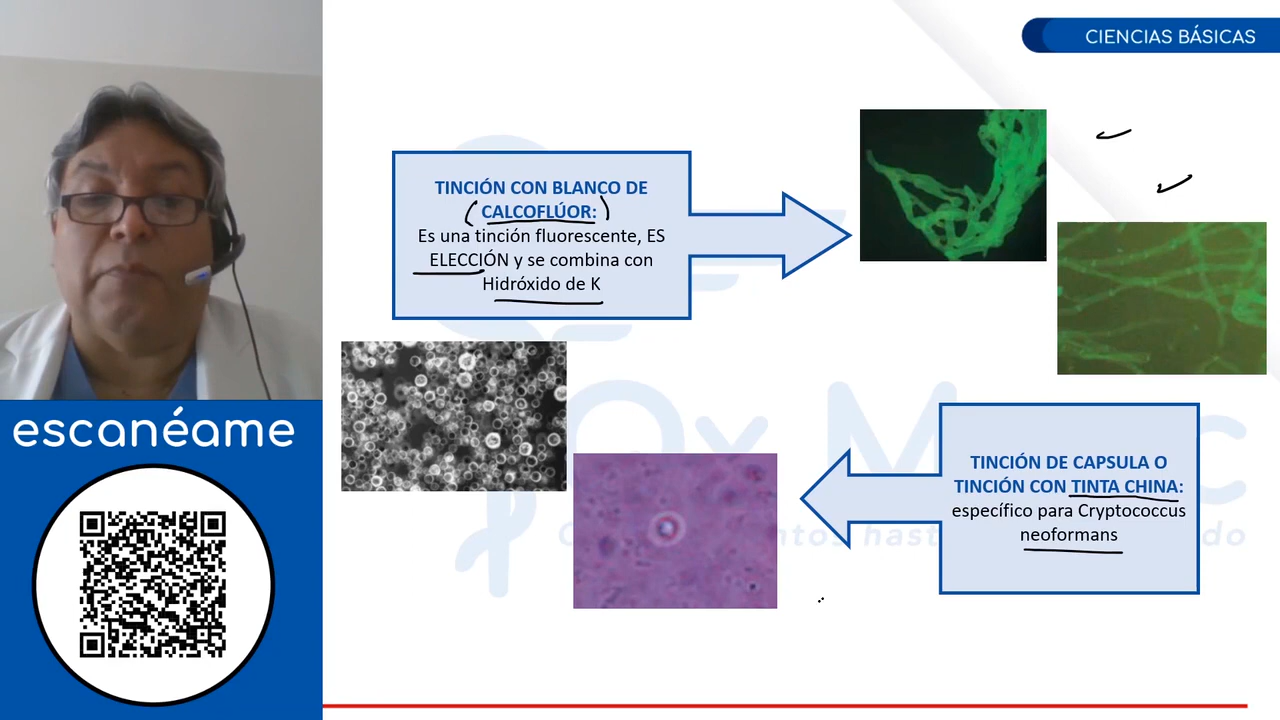 CIENCIAS BÁSICAS
TINCIÓN CON BLANCO DE
CALCOFLÚOR:
Es una tinción fluorescente, ES
ELECCIÓN y se combina con
Hidróxido de K
escanéame
TINCIÓN DE CAPSULA O
TINCIÓN CON TINTA CHINA:
específico para Cryptococcus
neoformans